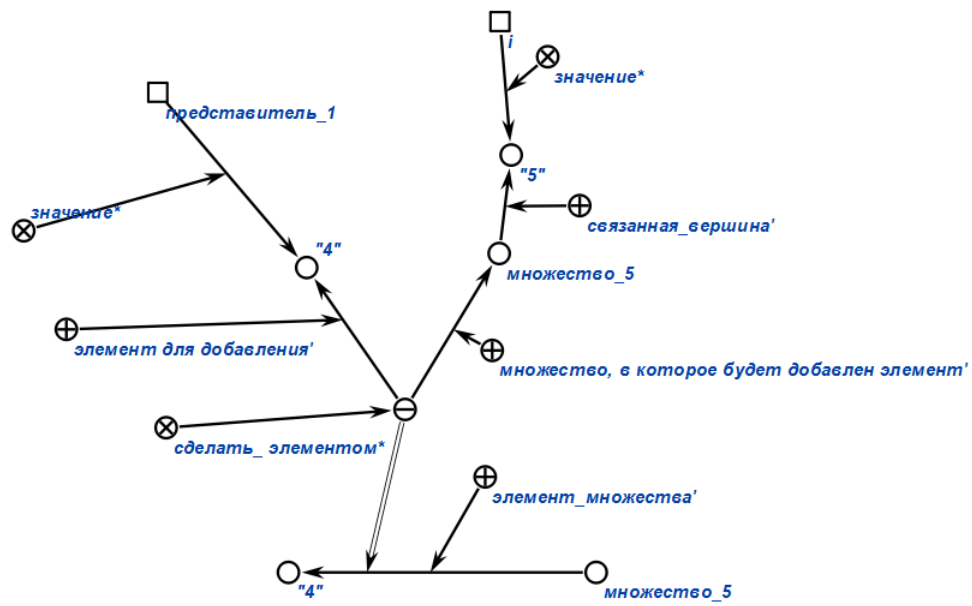 i
значение*
представитель_1
"5"
значение*
связанная_вершина'
"4"
множество_5
элемент для добавления'
множество, в которое будет добавлен элемент'
сделать_ элементом*
элемент_множества'
"4"
множество_5